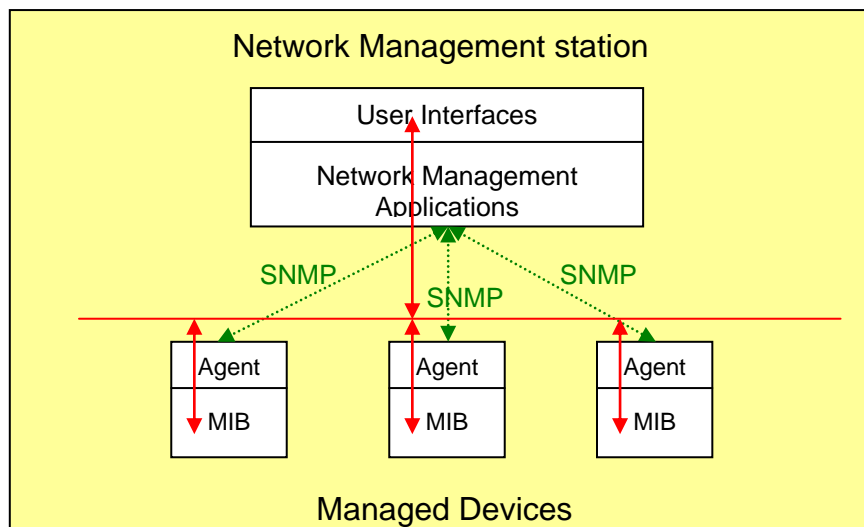 Network Management station
User Interfaces
Network Management
Applications
SNMP
SNMP
SNMP
Agent
Agent
Agent
MIB
MIB
MIB
Managed Devices